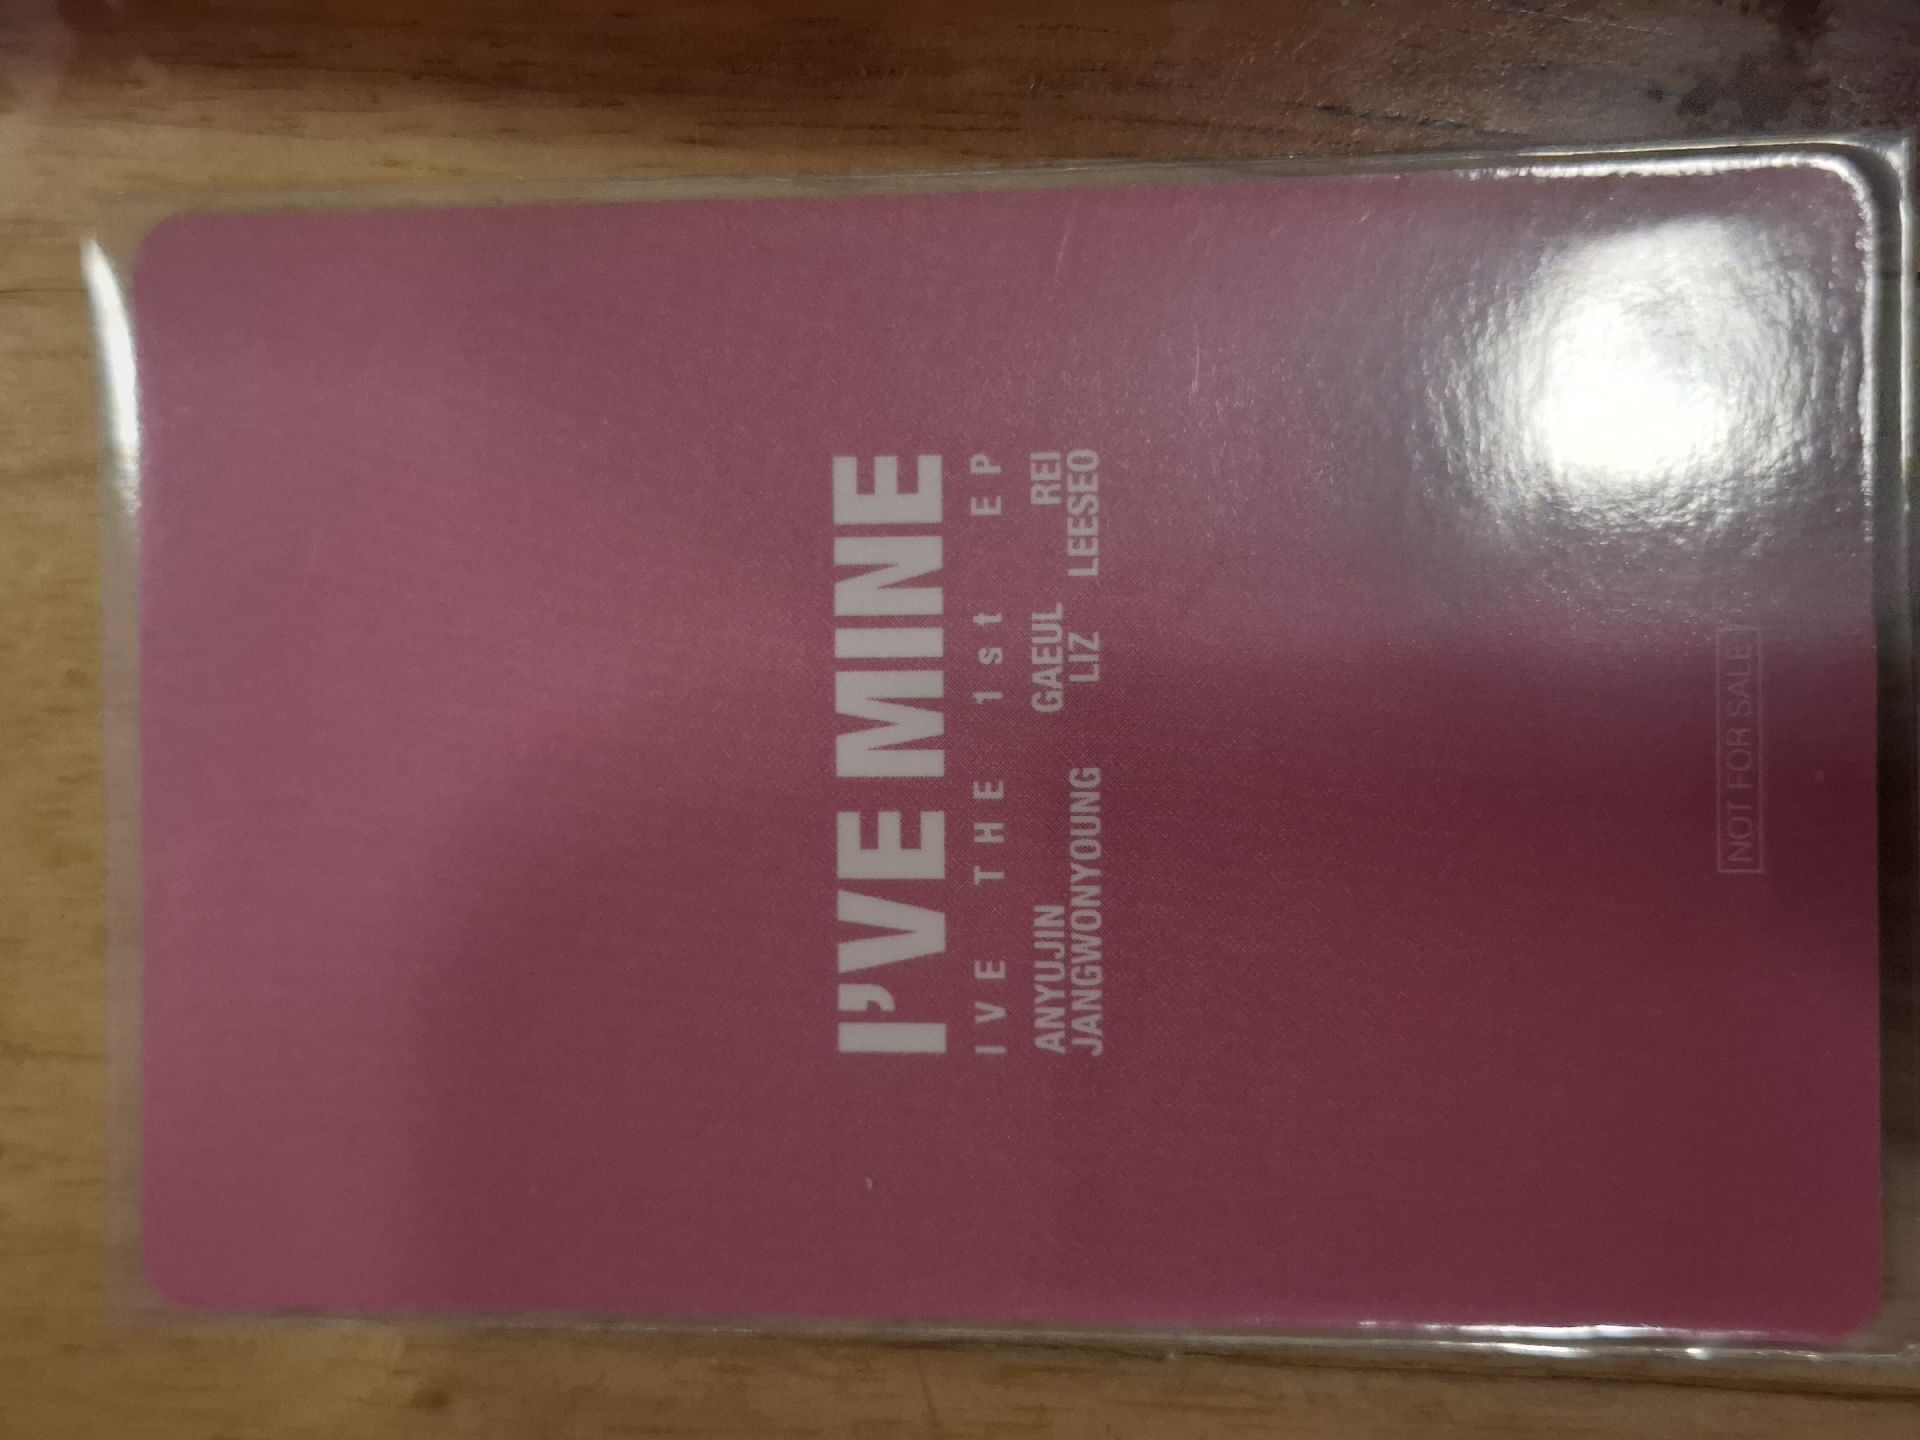 I'VE MINE
IVE THE 1st EP
ANYUJIN GAEUL REI
JANGWONYOUNG LIZ LEESEO
NOT FOR SALE